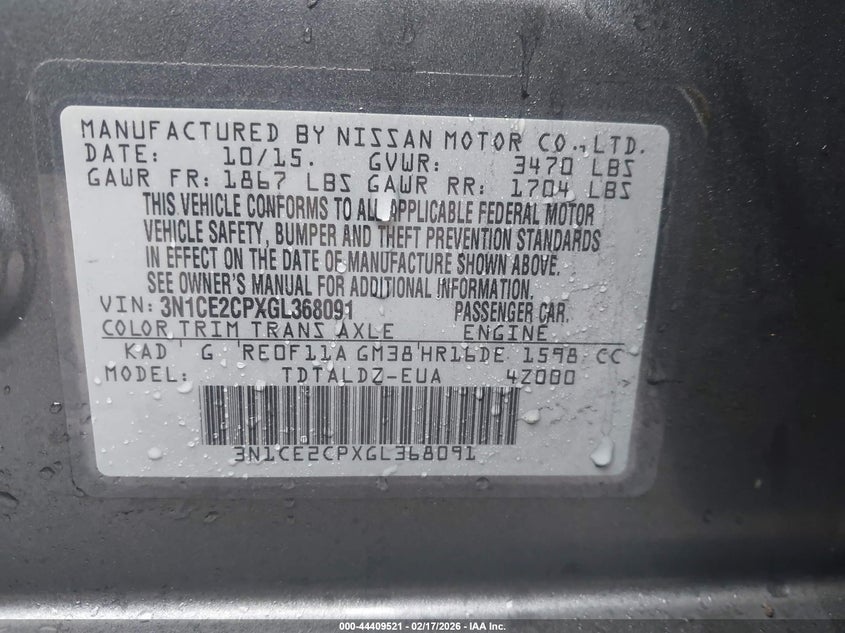 MANUFACTURED BY NISSAN MOTOR CO., LTD.
DATE: 10/15. GVWR: 3470 LBS
GAWR FR: 1867 LBS GAWR RR: 1704 LBS
THIS VEHICLE CONFORMS TO ALL APPLICABLE FEDERAL MOTOR
VEHICLE SAFETY, BUMPER AND THEFT PREVENTION STANDARDS
IN EFFECT ON THE DATE OF MANUFACTURE SHOWN ABOVE.
SEE OWNER'S MANUAL FOR ADDITIONAL INFORMATION.
VIN: 3N1CE2CPXGL368091 PASSENGER CAR.
COLOR TRIM TRANS AXLE ENGINE
KAD G RE0F11A GM38 HR16DE 1598 CC
MODEL: TDTALDZ-EUA 4Z000
3N1CE2CPXGL368091
000-44409521 - 02/17/2026 - IAA Inc.